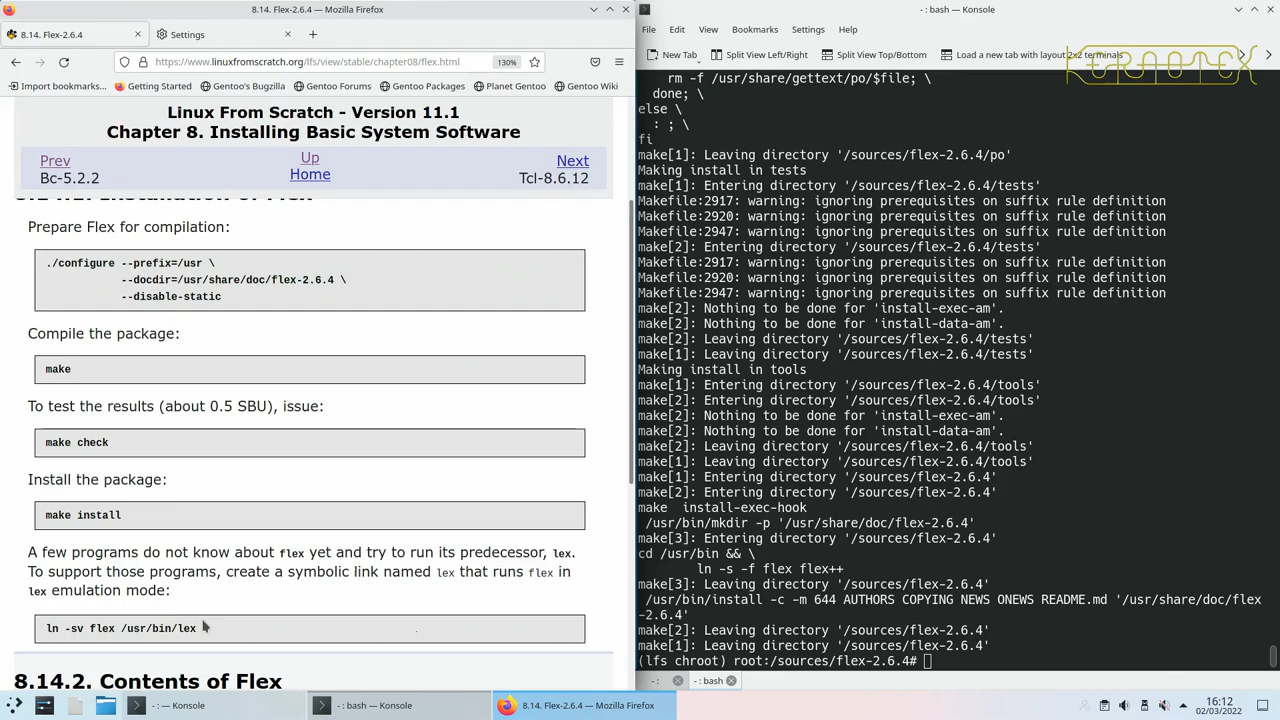 8.14. Flex-2.6.4 — Mozilla Firefox
8.14. Flex-2.6.4
Settings
https://www.linuxfromscratch.org/lfs/view/stable/chapter08/flex.html
130%
Import bookmarks...
Getting Started
Gentoo's Bugzilla
Gentoo Forums
Gentoo Packages
Planet Gentoo
Gentoo Wiki
Linux From Scratch - Version 11.1
Chapter 8. Installing Basic System Software
Prev
Up
Next
Bc-5.2.2
Home
Tcl-8.6.12
Prepare Flex for compilation:
./configure --prefix=/usr \
--docdir=/usr/share/doc/flex-2.6.4 \
--disable-static
Compile the package:
make
To test the results (about 0.5 SBU), issue:
make check
Install the package:
make install
A few programs do not know about flex yet and try to run its predecessor, lex.
To support those programs, create a symbolic link named lex that runs flex in
lex emulation mode:
ln -sv flex /usr/bin/lex
8.14.2. Contents of Flex
- : bash — Konsole
File Edit View Bookmarks Settings Help
New Tab
Split View Left/Right
Split View Top/Bottom
Load a new tab with layout 2x2 terminals
KERNOTEX
rm -f /usr/share/gettext/po/$file; \
done; \
else \
: ; \
fi
make[1]: Leaving directory '/sources/flex-2.6.4/po'
Making install in tests
make[1]: Entering directory '/sources/flex-2.6.4/tests'
Makefile:2917: warning: ignoring prerequisites on suffix rule definition
Makefile:2920: warning: ignoring prerequisites on suffix rule definition
Makefile:2947: warning: ignoring prerequisites on suffix rule definition
make[2]: Entering directory '/sources/flex-2.6.4/tests'
Makefile:2917: warning: ignoring prerequisites on suffix rule definition
Makefile:2920: warning: ignoring prerequisites on suffix rule definition
Makefile:2947: warning: ignoring prerequisites on suffix rule definition
make[2]: Nothing to be done for 'install-exec-am'.
make[2]: Nothing to be done for 'install-data-am'.
make[2]: Leaving directory '/sources/flex-2.6.4/tests'
make[1]: Leaving directory '/sources/flex-2.6.4/tests'
Making install in tools
make[1]: Entering directory '/sources/flex-2.6.4/tools'
make[2]: Entering directory '/sources/flex-2.6.4/tools'
make[2]: Nothing to be done for 'install-exec-am'.
make[2]: Nothing to be done for 'install-data-am'.
make[2]: Leaving directory '/sources/flex-2.6.4/tools'
make[1]: Leaving directory '/sources/flex-2.6.4/tools'
make[1]: Entering directory '/sources/flex-2.6.4'
make[2]: Entering directory '/sources/flex-2.6.4'
make  install-exec-hook
/usr/bin/mkdir -p '/usr/share/doc/flex-2.6.4'
make[3]: Entering directory '/sources/flex-2.6.4'
cd /usr/bin && \
ln -s -f flex flex++
make[3]: Leaving directory '/sources/flex-2.6.4'
/usr/bin/install -c -m 644 AUTHORS COPYING NEWS ONEWS README.md '/usr/share/doc/flex
-2.6.4'
make[2]: Leaving directory '/sources/flex-2.6.4'
make[1]: Leaving directory '/sources/flex-2.6.4'
(lfs chroot) root:/sources/flex-2.6.4#
- :
- : bash
- : — Konsole
- : bash — Konsole
8.14. Flex-2.6.4 — Mozilla Firefox
16:12
02/03/2022